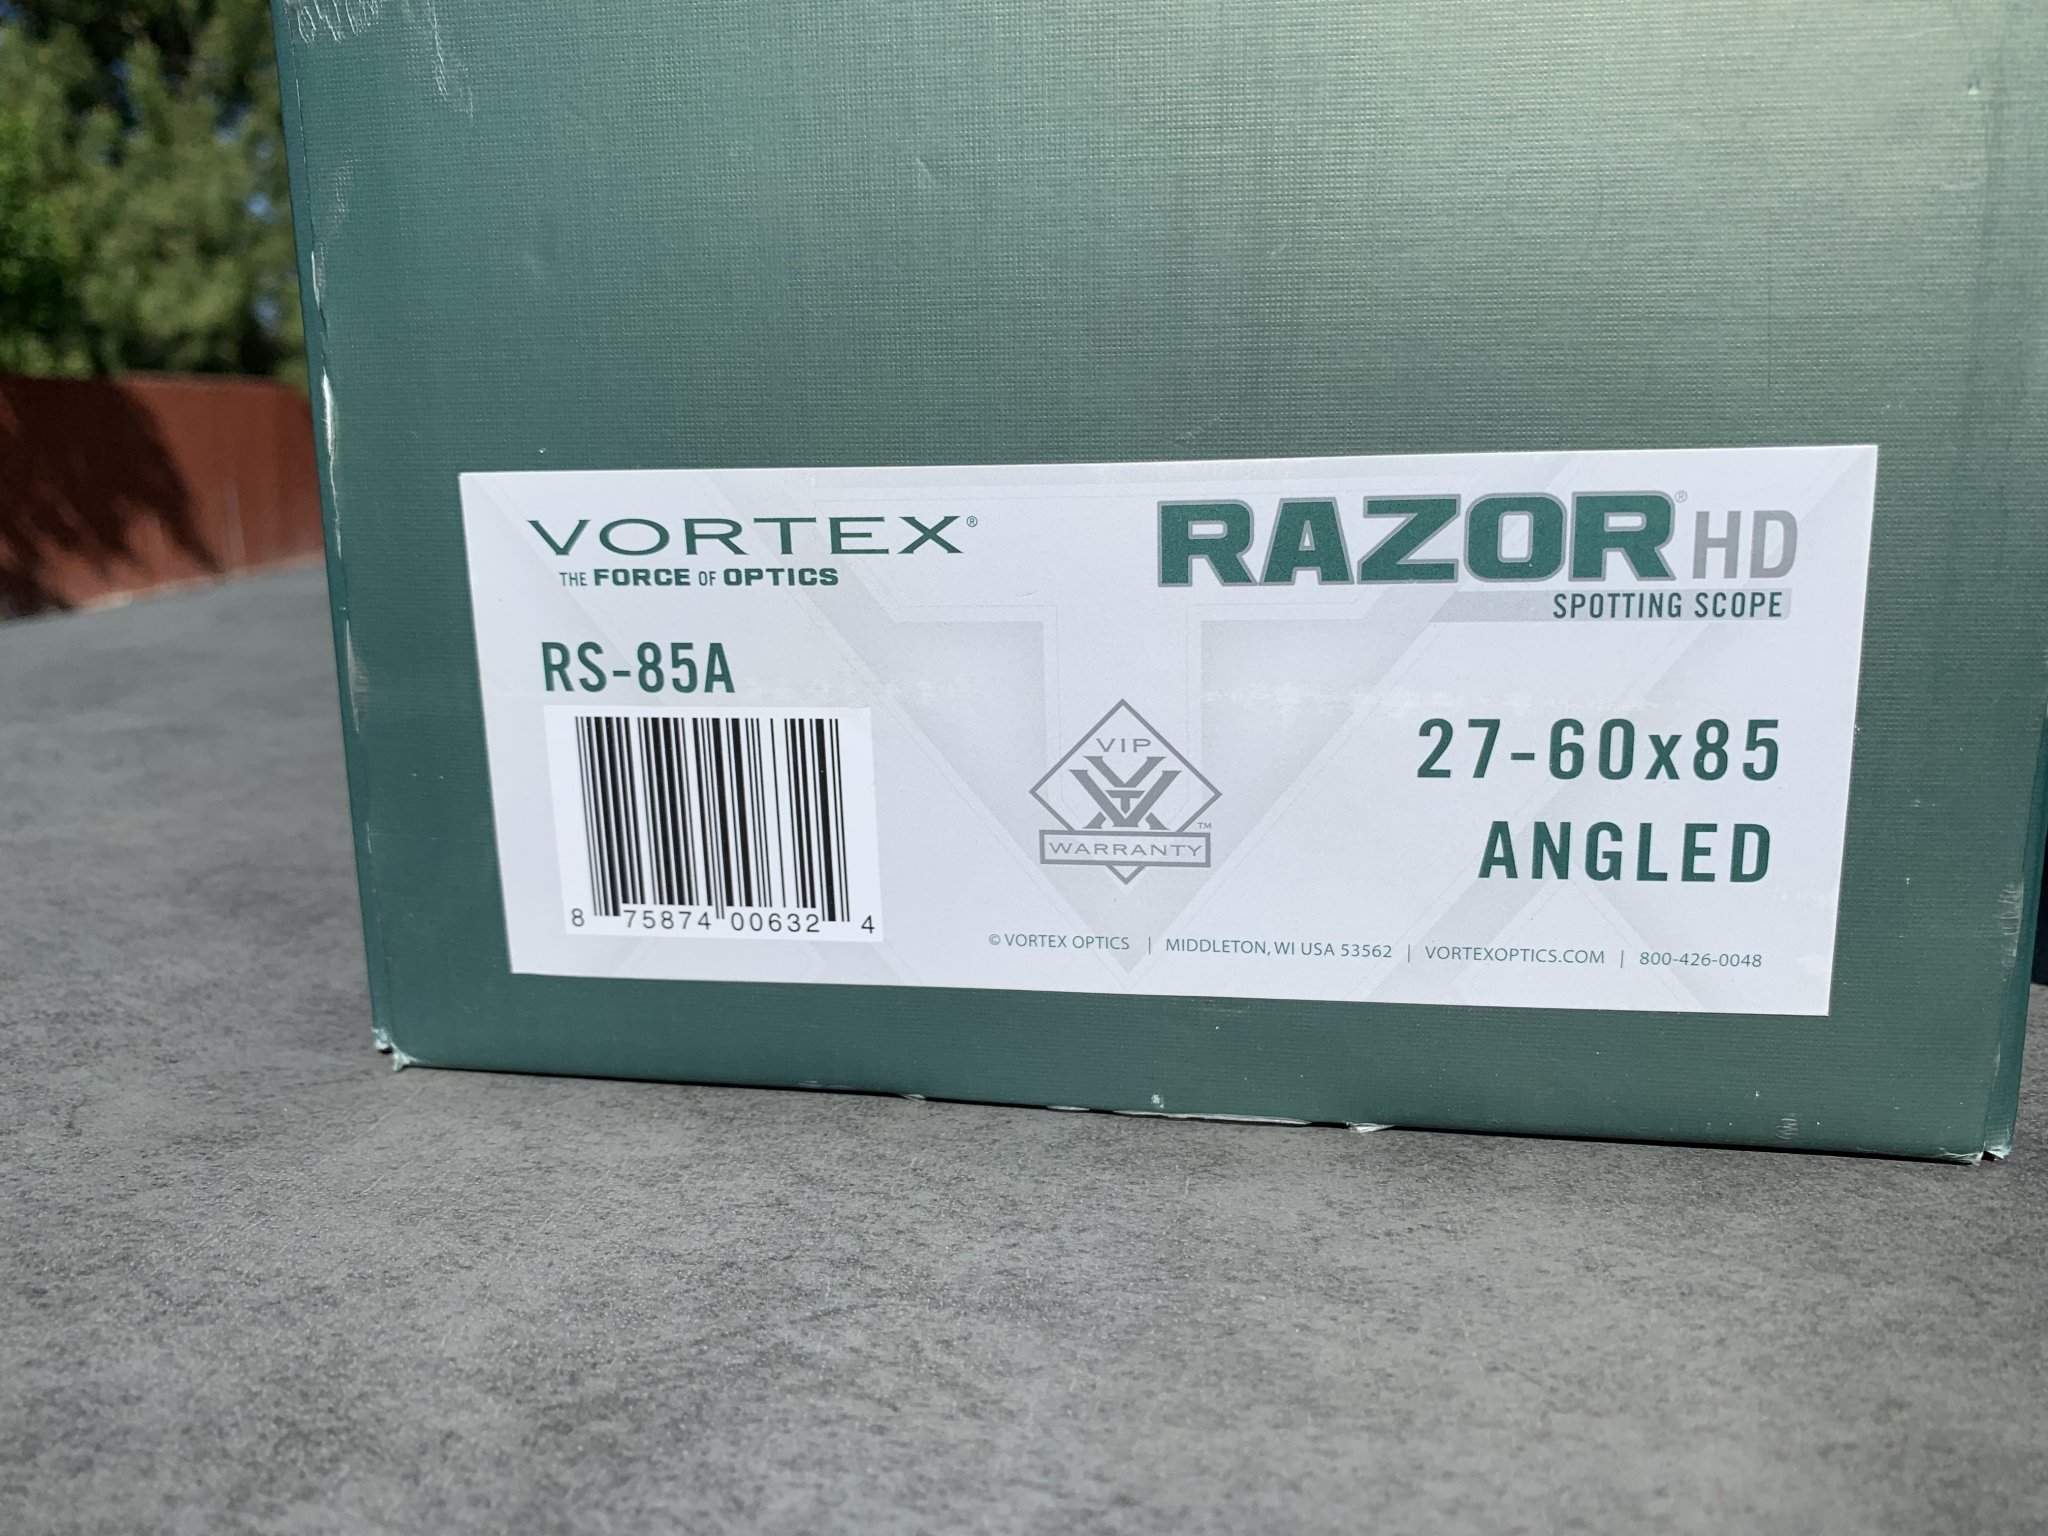 VORTEX®
THE FORCE OF OPTICS
RAZOR® HD
SPOTTING SCOPE
RS-85A
8 75874 00632 4
VIP
WARRANTY™
27-60x85
ANGLED
© VORTEX OPTICS | MIDDLETON, WI USA 53562 | VORTEXOPTICS.COM | 800-426-0048